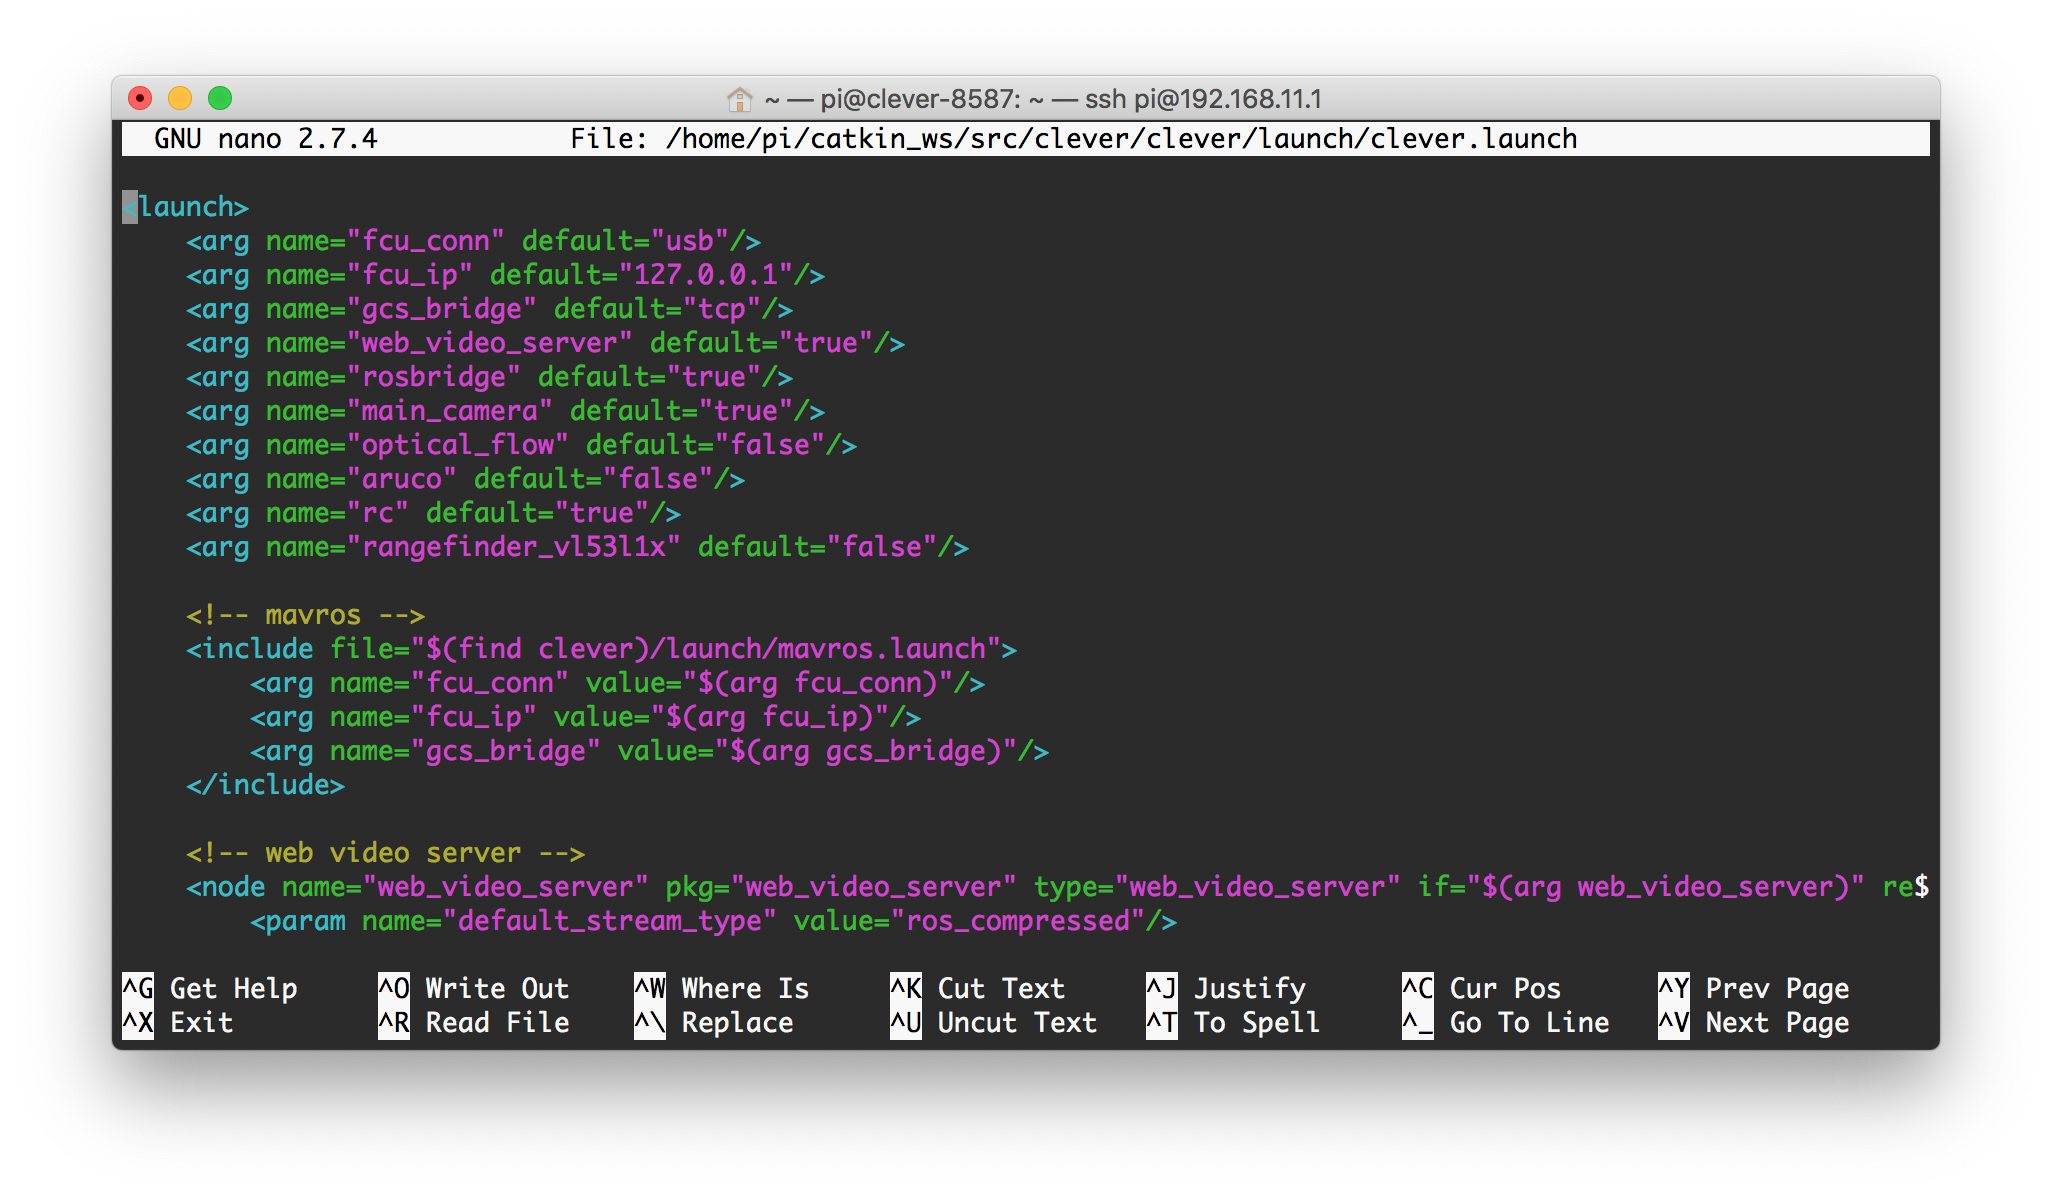 ~ — pi@clever-8587: ~ — ssh pi@192.168.11.1
GNU nano 2.7.4 File: /home/pi/catkin_ws/src/clever/clever/launch/clever.launch
<launch>
    <arg name="fcu_conn" default="usb"/>
    <arg name="fcu_ip" default="127.0.0.1"/>
    <arg name="gcs_bridge" default="tcp"/>
    <arg name="web_video_server" default="true"/>
    <arg name="rosbridge" default="true"/>
    <arg name="main_camera" default="true"/>
    <arg name="optical_flow" default="false"/>
    <arg name="aruco" default="false"/>
    <arg name="rc" default="true"/>
    <arg name="rangefinder_vl53l1x" default="false"/>
    <!-- mavros -->
    <include file="$(find clever)/launch/mavros.launch">
        <arg name="fcu_conn" value="$(arg fcu_conn)"/>
        <arg name="fcu_ip" value="$(arg fcu_ip)"/>
        <arg name="gcs_bridge" value="$(arg gcs_bridge)"/>
    </include>
    <!-- web video server -->
    <node name="web_video_server" pkg="web_video_server" type="web_video_server" if="$(arg web_video_server)" re$
        <param name="default_stream_type" value="ros_compressed"/>
^G Get Help ^O Write Out ^W Where Is ^K Cut Text ^J Justify ^C Cur Pos ^Y Prev Page
^X Exit ^R Read File ^\ Replace ^U Uncut Text ^T To Spell ^_ Go To Line ^V Next Page